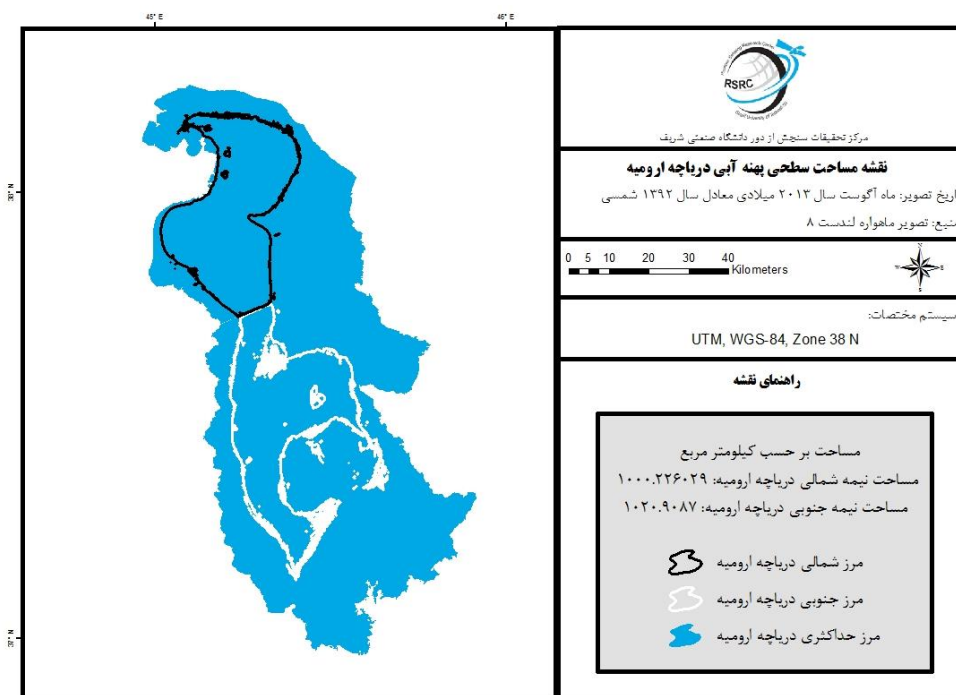 45° E
46° E
38° N
37° N
RSRC
مرکز تحقیقات سنجش از دور دانشگاه صنعتی شریف
نقشه مساحت سطحی پهنه آبی دریاچه ارومیه
اریخ تصویر: ماه آگوست سال ۲۰۱۳ میلادی معادل سال ۱۳۹۲ شمسی
منبع: تصویر ماهواره لندست ۸
0 5 10 20 30 40
Kilometers
N
W E
S
سیستم مختصات:
UTM, WGS-84, Zone 38 N
راهنمای نقشه
مساحت بر حسب کیلومتر مربع
مساحت نیمه شمالی دریاچه ارومیه: ۱۰۰۰.۲۲۶۰۲۹
مساحت نیمه جنوبی دریاچه ارومیه: ۱۰۲۰.۹۰۸۷
مرز شمالی دریاچه ارومیه
مرز جنوبی دریاچه ارومیه
مرز حداکثری دریاچه ارومیه